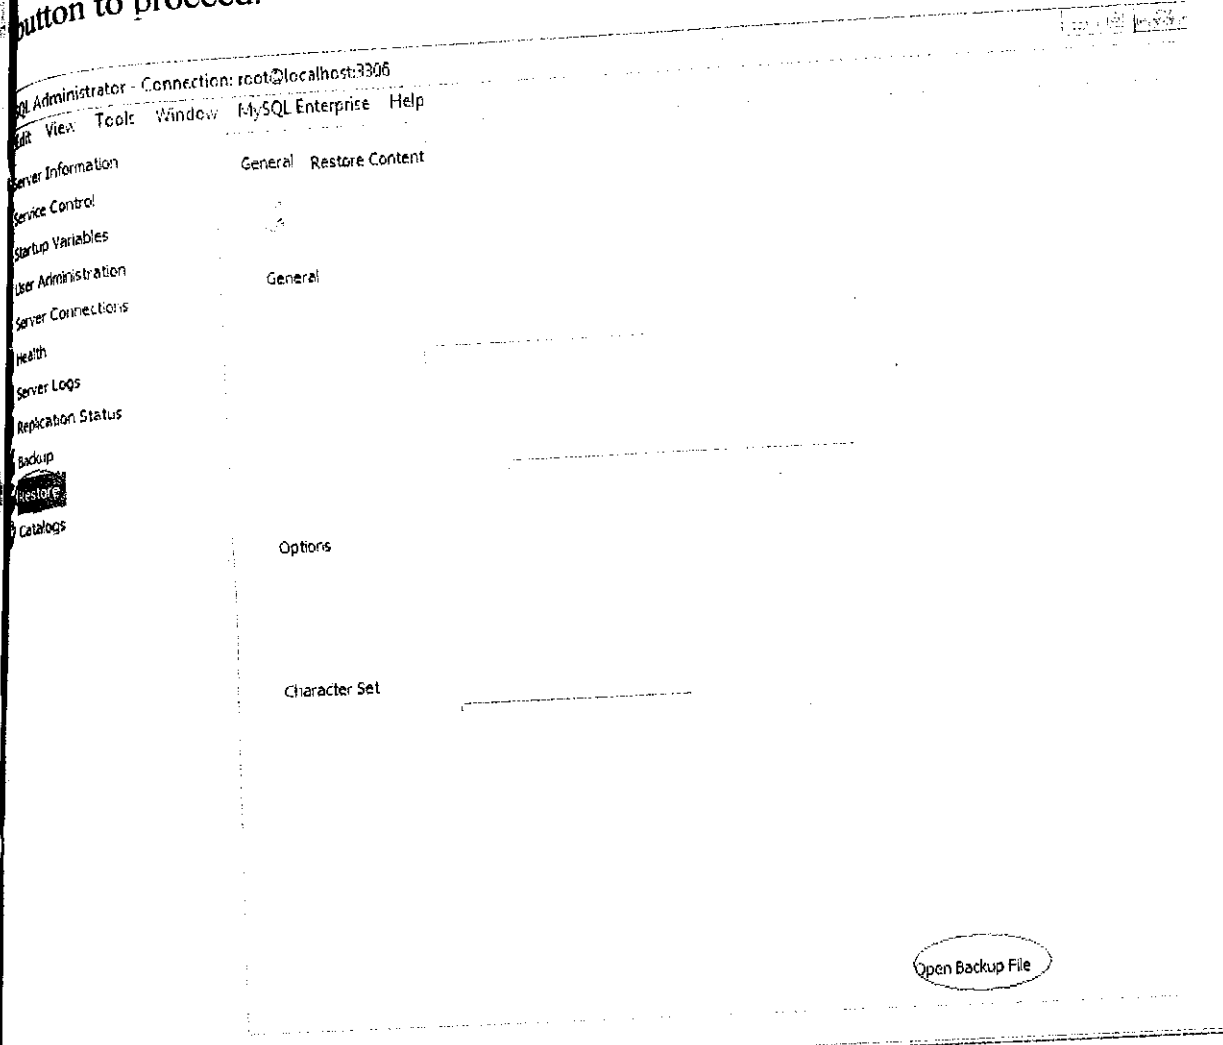 button to proceed.
SQL Administrator - Connection: root@localhost:3306
Edit View Tools Window MySQL Enterprise Help
Server Information
Service Control
Startup Variables
User Administration
Server Connections
Health
Server Logs
Replication Status
Backup
Restore
Catalogs
General Restore Content
General
Options
Character Set
Open Backup File